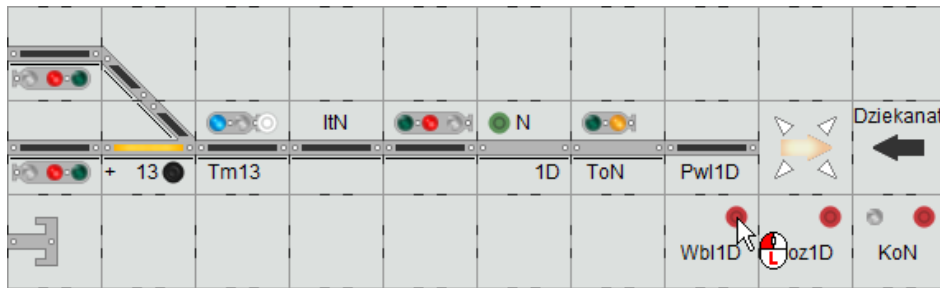 ItN
N
Dziekanat
+ 13
Tm13
1D
ToN
Pwl1D
Wbl1D
oz1D
KoN
L